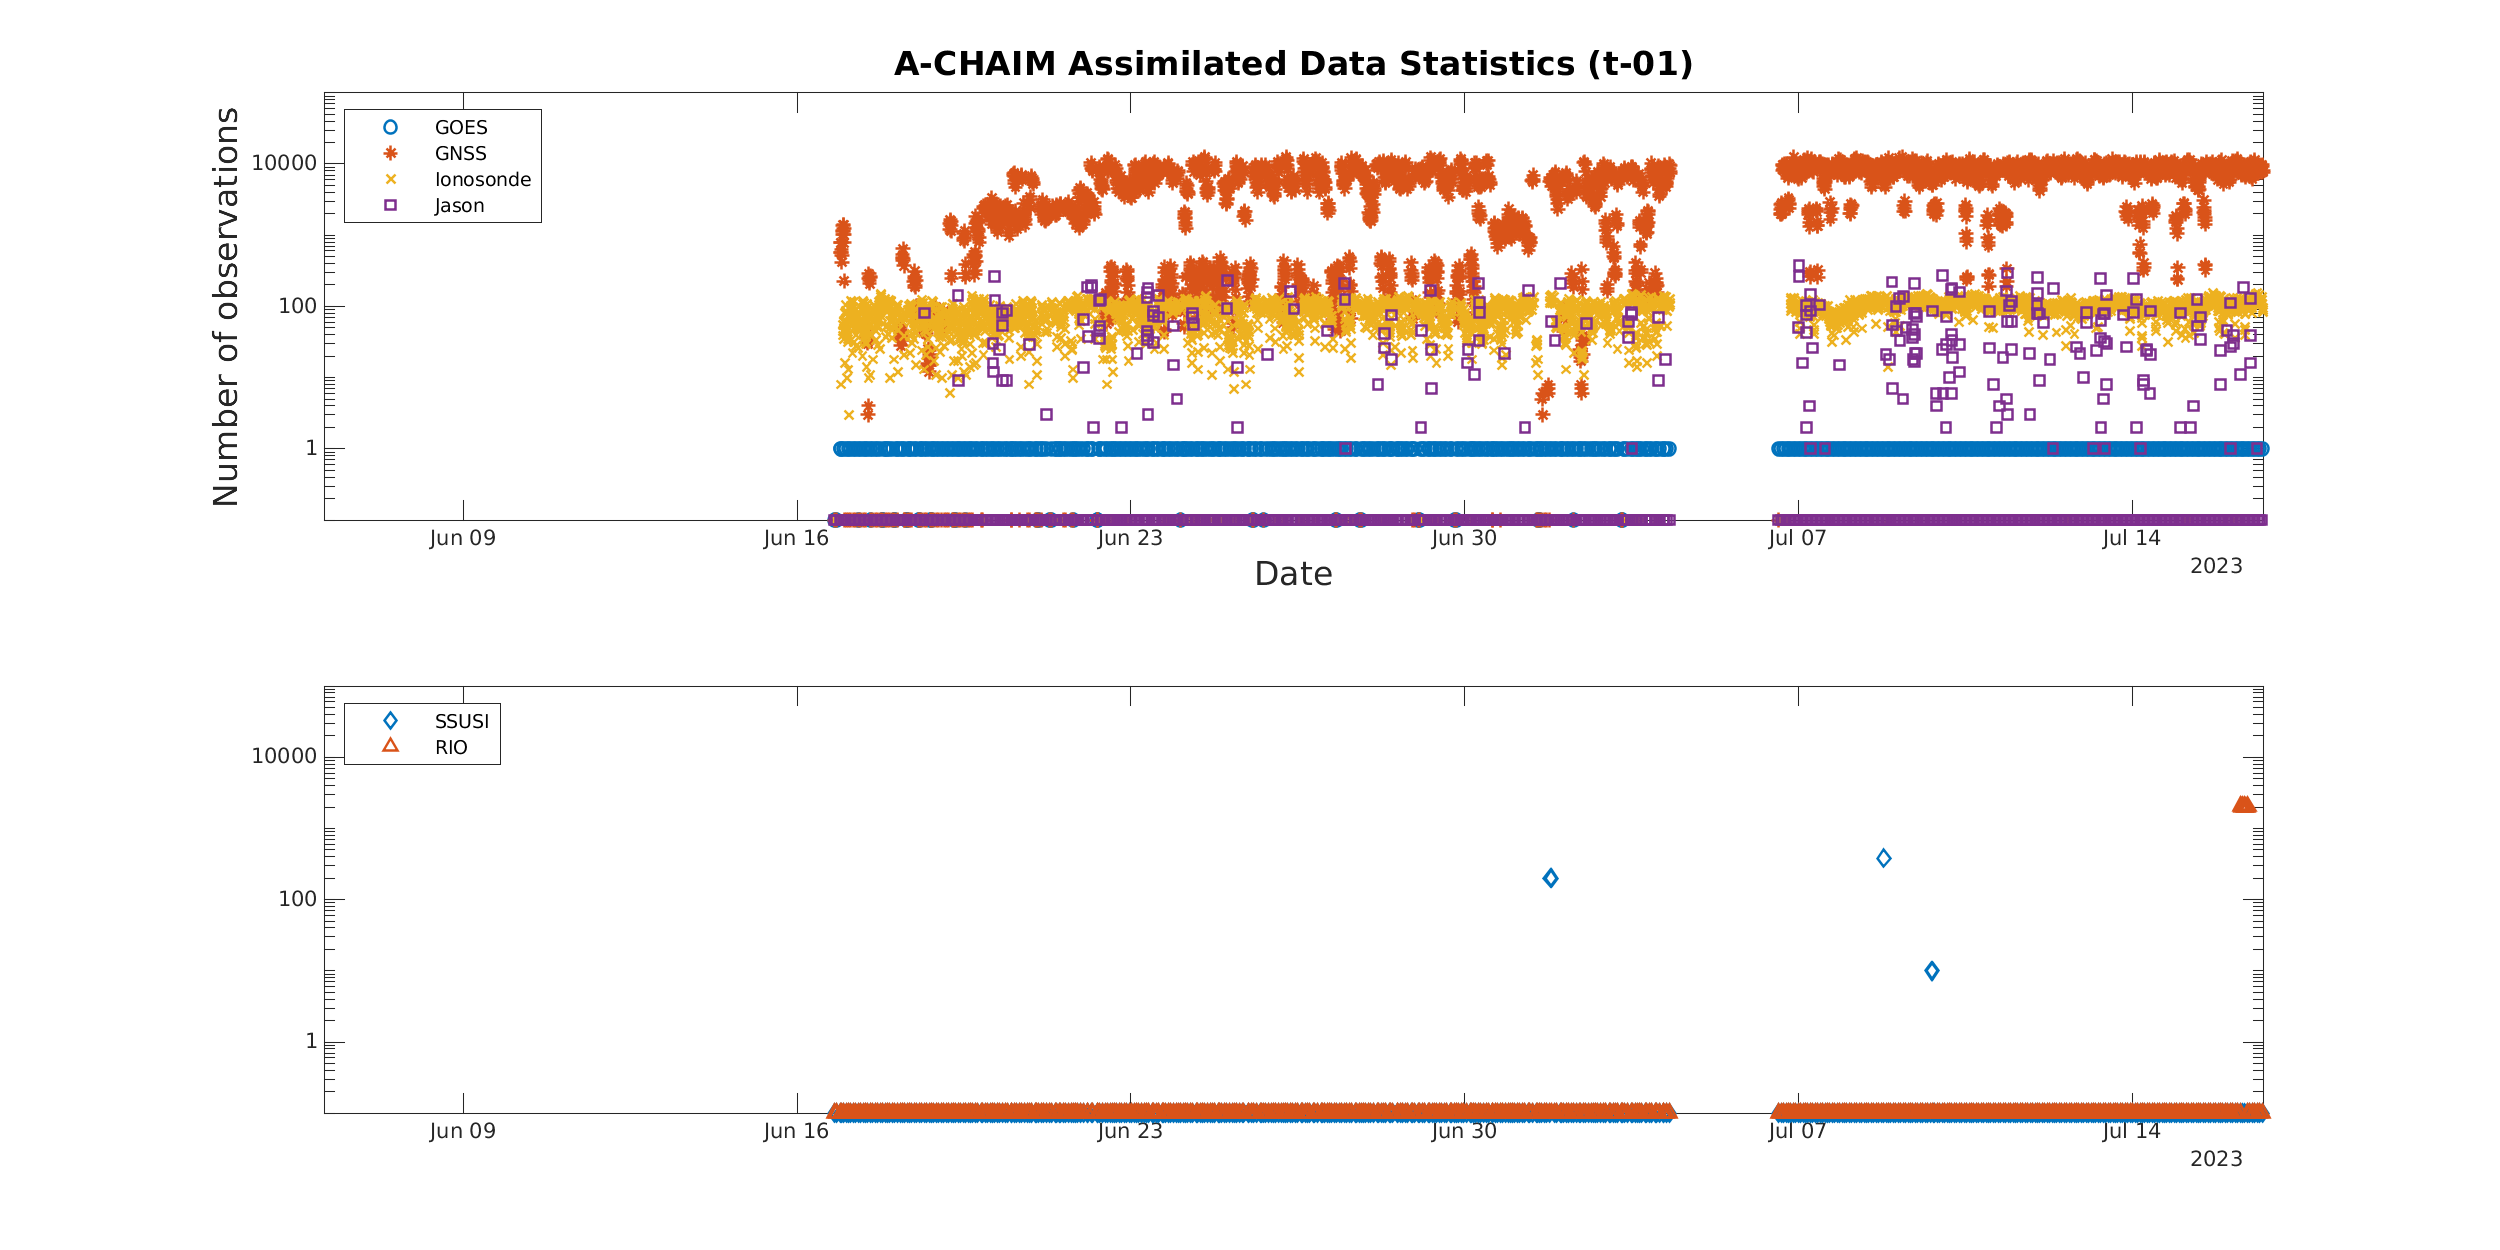 A-CHAIM Assimilated Data Statistics (t-01)
Number of observations
10000
100
1
GOES
GNSS
Ionosonde
Jason
Jun 09
Jun 16
Jun 23
Jun 30
Jul 07
Jul 14
2023
Date
10000
100
1
SSUSI
RIO
Jun 09
Jun 16
Jun 23
Jun 30
Jul 07
Jul 14
2023